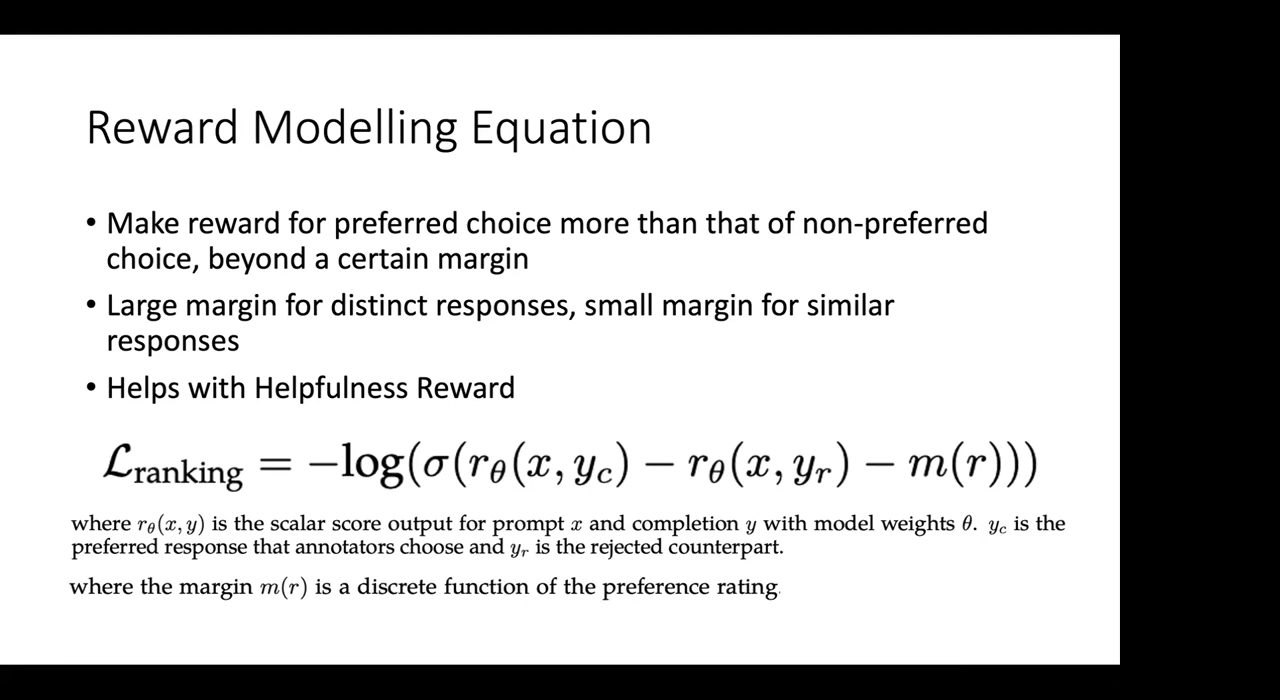 Reward Modelling Equation
• Make reward for preferred choice more than that of non-preferred
choice, beyond a certain margin
• Large margin for distinct responses, small margin for similar
responses
• Helps with Helpfulness Reward
ℒranking = −log(σ(rθ(x, yc) − rθ(x, yr) − m(r)))
where rθ(x, y) is the scalar score output for prompt x and completion y with model weights θ. yc is the
preferred response that annotators choose and yr is the rejected counterpart.
where the margin m(r) is a discrete function of the preference rating.